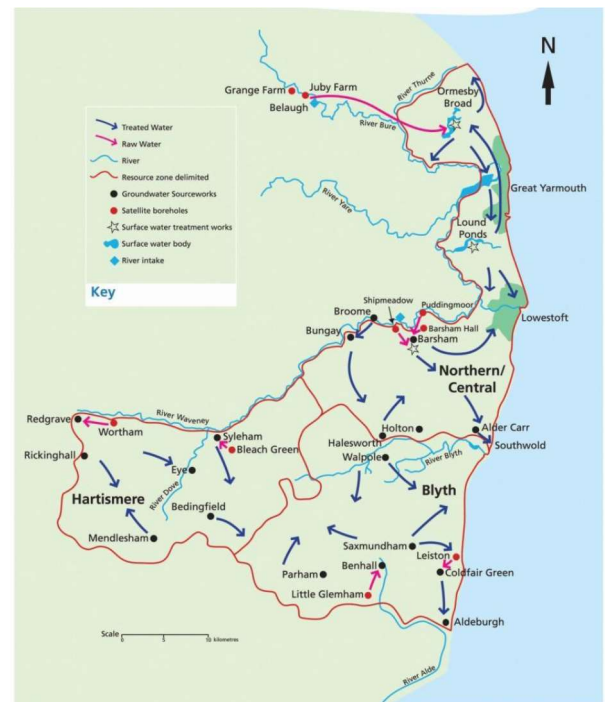 N
River Thurne
Grange Farm
Juby Farm
Ormesby
Broad
Belaugh
River Bure
Treated Water
Raw Water
River
Resource zone delimited
Groundwater Sourceworks
Satellite boreholes
Surface water treatment works
Surface water body
River intake
Key
River Yare
Great Yarmouth
Lound
Ponds
Shipmeadow
Puddingmoor
Broome
Lowestoft
Bungay
Barsham Hall
Barsham
Northern/
Central
Redgrave
River Waveney
Wortham
Syleham
Holton
Alder Carr
Rickinghall
Bleach Green
Halesworth
Southwold
Eye
Walpole
River Blyth
River Dove
Hartismere
Blyth
Bedingfield
Mendlesham
Saxmundham
Leiston
Benhall
Parham
Coldfair Green
Little Glemham
Aldeburgh
Scale
0 5 10 kilometres
River Alde